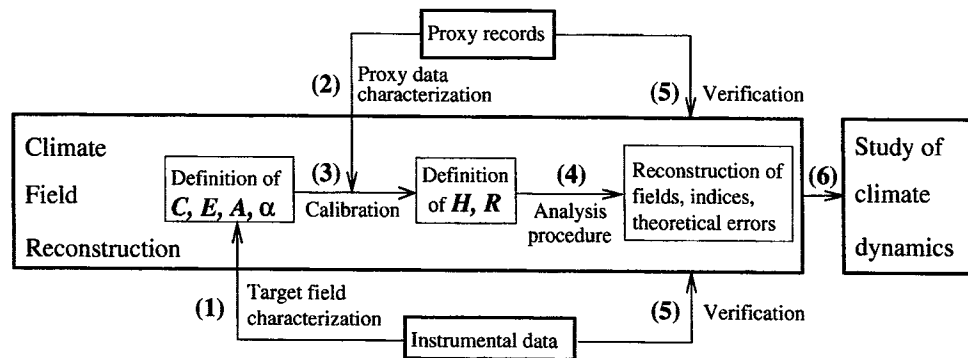 Proxy records
(2)
Proxy data
characterization
(5)
Verification
Climate
Field
Reconstruction
Definition of
C, E, A, α
(3)
Calibration
Definition
of H, R
(4)
Analysis
procedure
Reconstruction of
fields, indices,
theoretical errors
(6)
Study of
climate
dynamics
(1)
Target field
characterization
Instrumental data
(5)
Verification